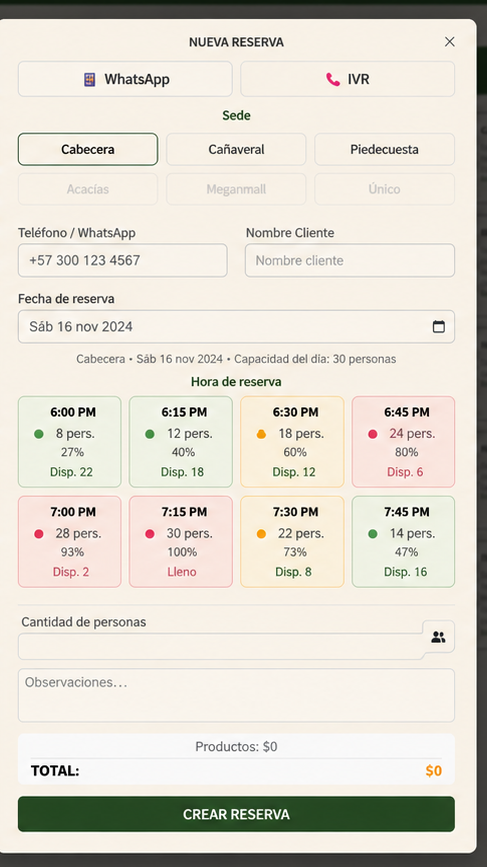 NUEVA RESERVA
WhatsApp
IVR
Sede
Cabecera
Cañaveral
Piedecuesta
Acacías
Meganmall
Único
Teléfono / WhatsApp
Nombre Cliente
+57 300 123 4567
Nombre cliente
Fecha de reserva
Sáb 16 nov 2024
Cabecera • Sáb 16 nov 2024 • Capacidad del día: 30 personas
Hora de reserva
6:00 PM
8 pers.
27%
Disp. 22
6:15 PM
12 pers.
40%
Disp. 18
6:30 PM
18 pers.
60%
Disp. 12
6:45 PM
24 pers.
80%
Disp. 6
7:00 PM
28 pers.
93%
Disp. 2
7:15 PM
30 pers.
100%
Lleno
7:30 PM
22 pers.
73%
Disp. 8
7:45 PM
14 pers.
47%
Disp. 16
Cantidad de personas
Observaciones...
Productos: $0
TOTAL: $0
CREAR RESERVA